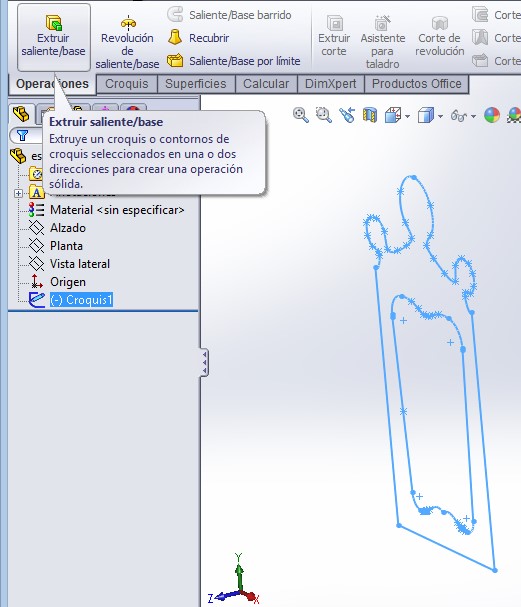 Extruir
saliente/base
Revolución
de
saliente/base
Saliente/Base barrido
Recubrir
Saliente/Base por límite
Extruir
corte
Asistente
para
taladro
Corte de
revolución
Corte
Corte
Corte
Operaciones
Croquis
Superficies
Calcular
DimXpert
Productos Office
Extruir saliente/base
Extruye un croquis o contornos de
croquis seleccionados en una o dos
direcciones para crear una operación
sólida.
es
A
Material <sin especificar>
Alzado
Planta
Vista lateral
Origen
(-) Croquis1
Y
Z
X